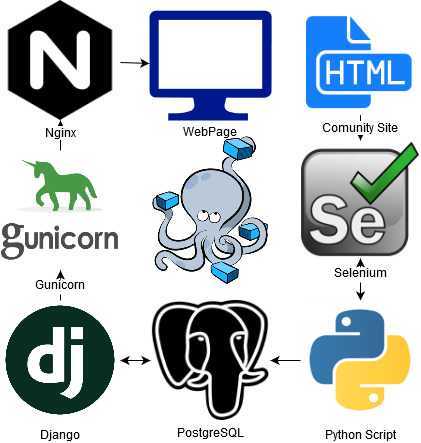 N
HTML
Nginx
WebPage
Comunity Site
gunicorn
Se
Gunicorn
Selenium
dj
Django
PostgreSQL
Python Script